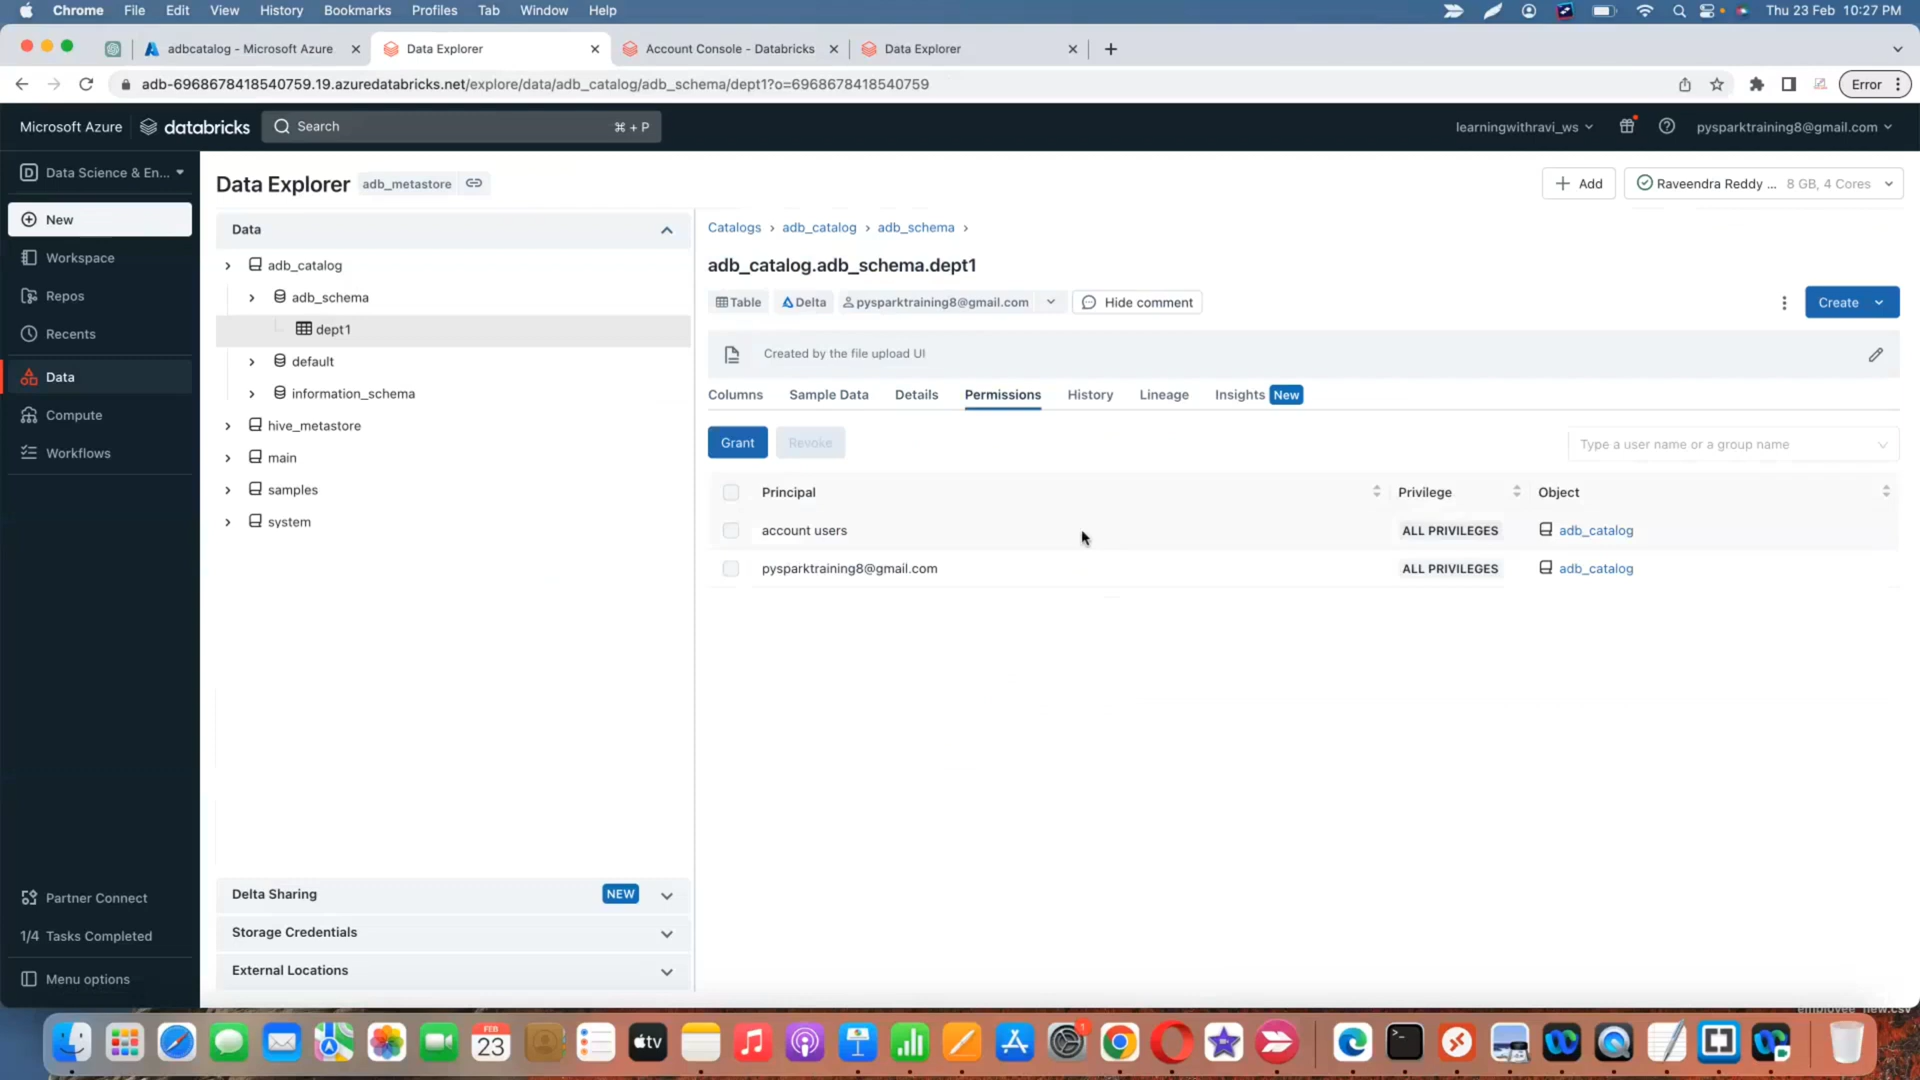 Chrome File Edit View History Bookmarks Profiles Tab Window Help Thu 23 Feb 10:27 PM
adbcatalog - Microsoft Azure Data Explorer Account Console - Databricks Data Explorer
adb-6968678418540759.19.azuredatabricks.net/explore/data/adb_catalog/adb_schema/dept1?o=6968678418540759 Error
Microsoft Azure databricks Search ⌘ + P learningwithravi_ws pysparktraining8@gmail.com
Data Science & En...
New
Workspace
Repos
Recents
Data
Compute
Workflows
Partner Connect
1/4 Tasks Completed
Menu options
Data Explorer adb_metastore Add Raveendra Reddy ... 8 GB, 4 Cores
Data
adb_catalog
adb_schema
dept1
default
information_schema
hive_metastore
main
samples
system
Delta Sharing NEW
Storage Credentials
External Locations
Catalogs › adb_catalog › adb_schema ›
adb_catalog.adb_schema.dept1
Table Delta pysparktraining8@gmail.com Hide comment Create
Created by the file upload UI
Columns Sample Data Details Permissions History Lineage Insights New
Grant Revoke Type a user name or a group name
Principal Privilege Object
account users ALL PRIVILEGES adb_catalog
pysparktraining8@gmail.com ALL PRIVILEGES adb_catalog
employee_new.csv
FEB
23
tv
1